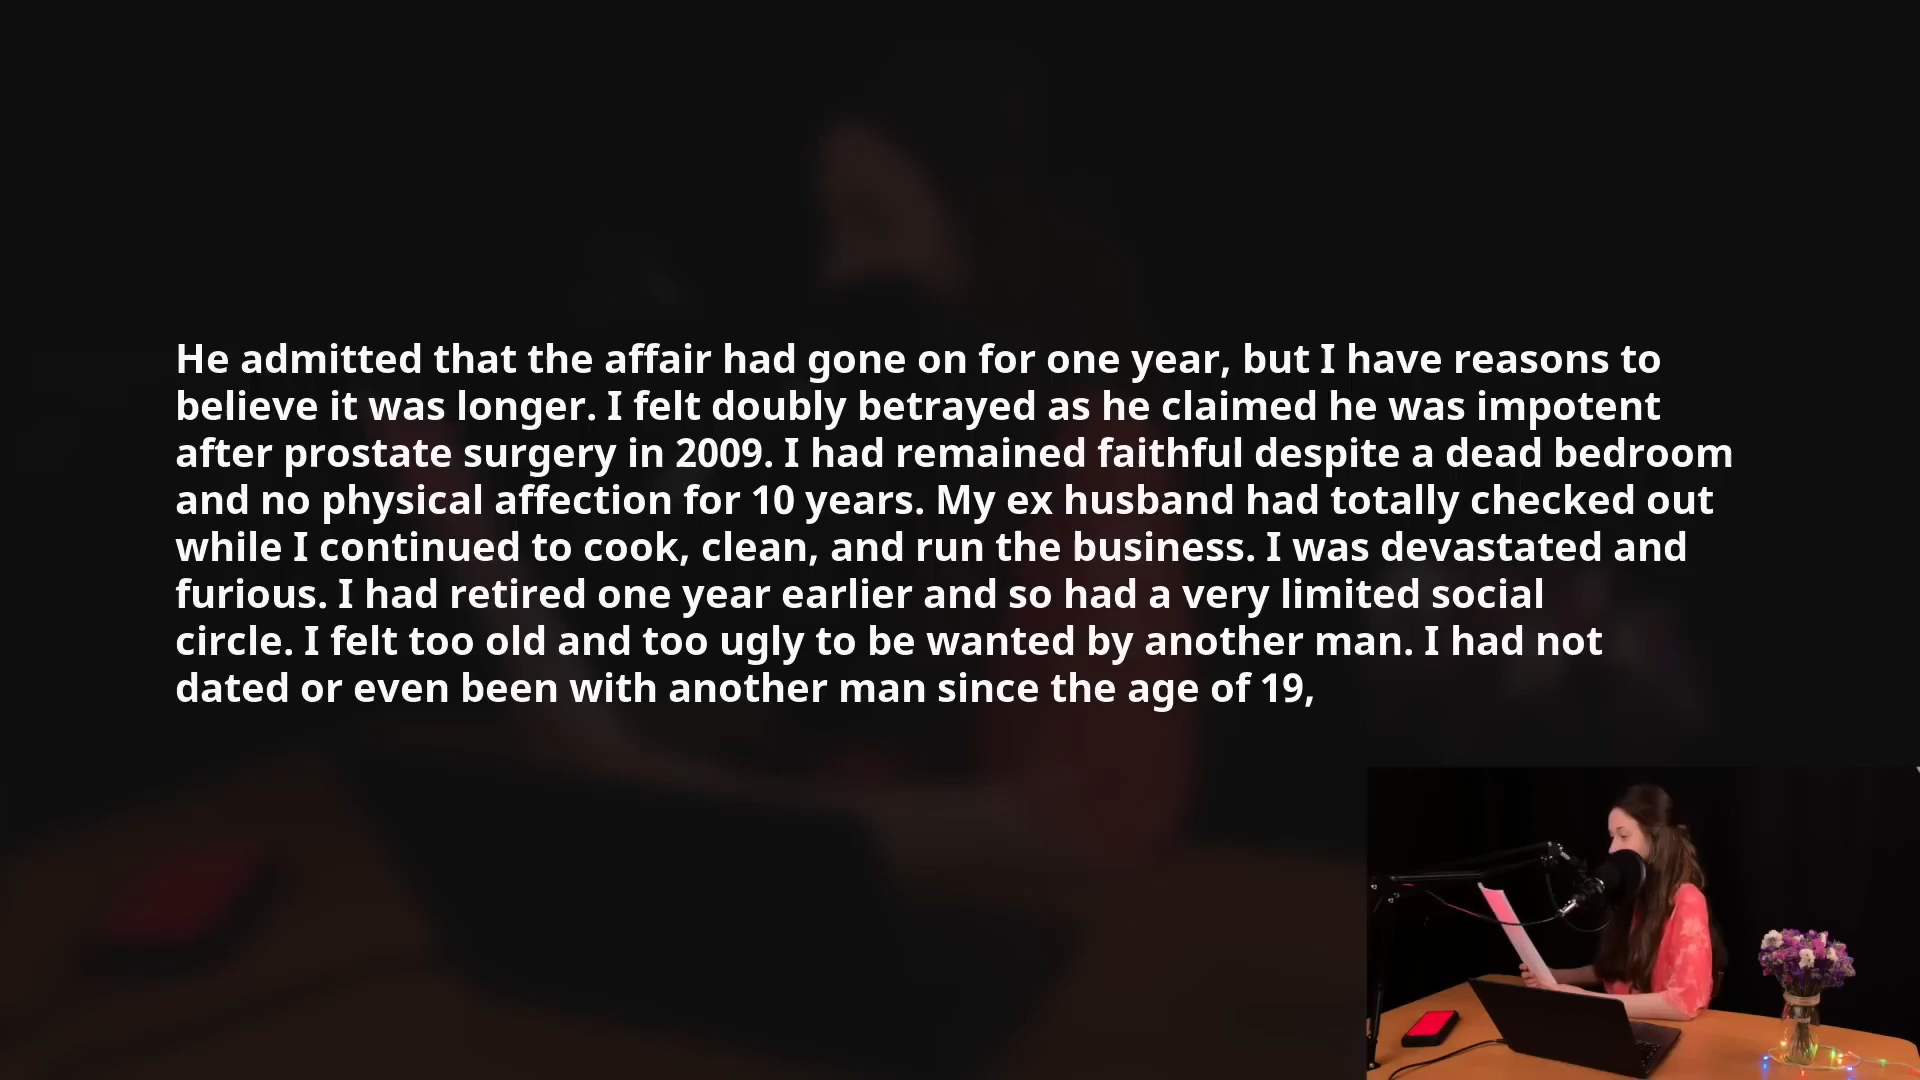 He admitted that the affair had gone on for one year, but I have reasons to
believe it was longer. I felt doubly betrayed as he claimed he was impotent
after prostate surgery in 2009. I had remained faithful despite a dead bedroom
and no physical affection for 10 years. My ex husband had totally checked out
while I continued to cook, clean, and run the business. I was devastated and
furious. I had retired one year earlier and so had a very limited social
circle. I felt too old and too ugly to be wanted by another man. I had not
dated or even been with another man since the age of 19,